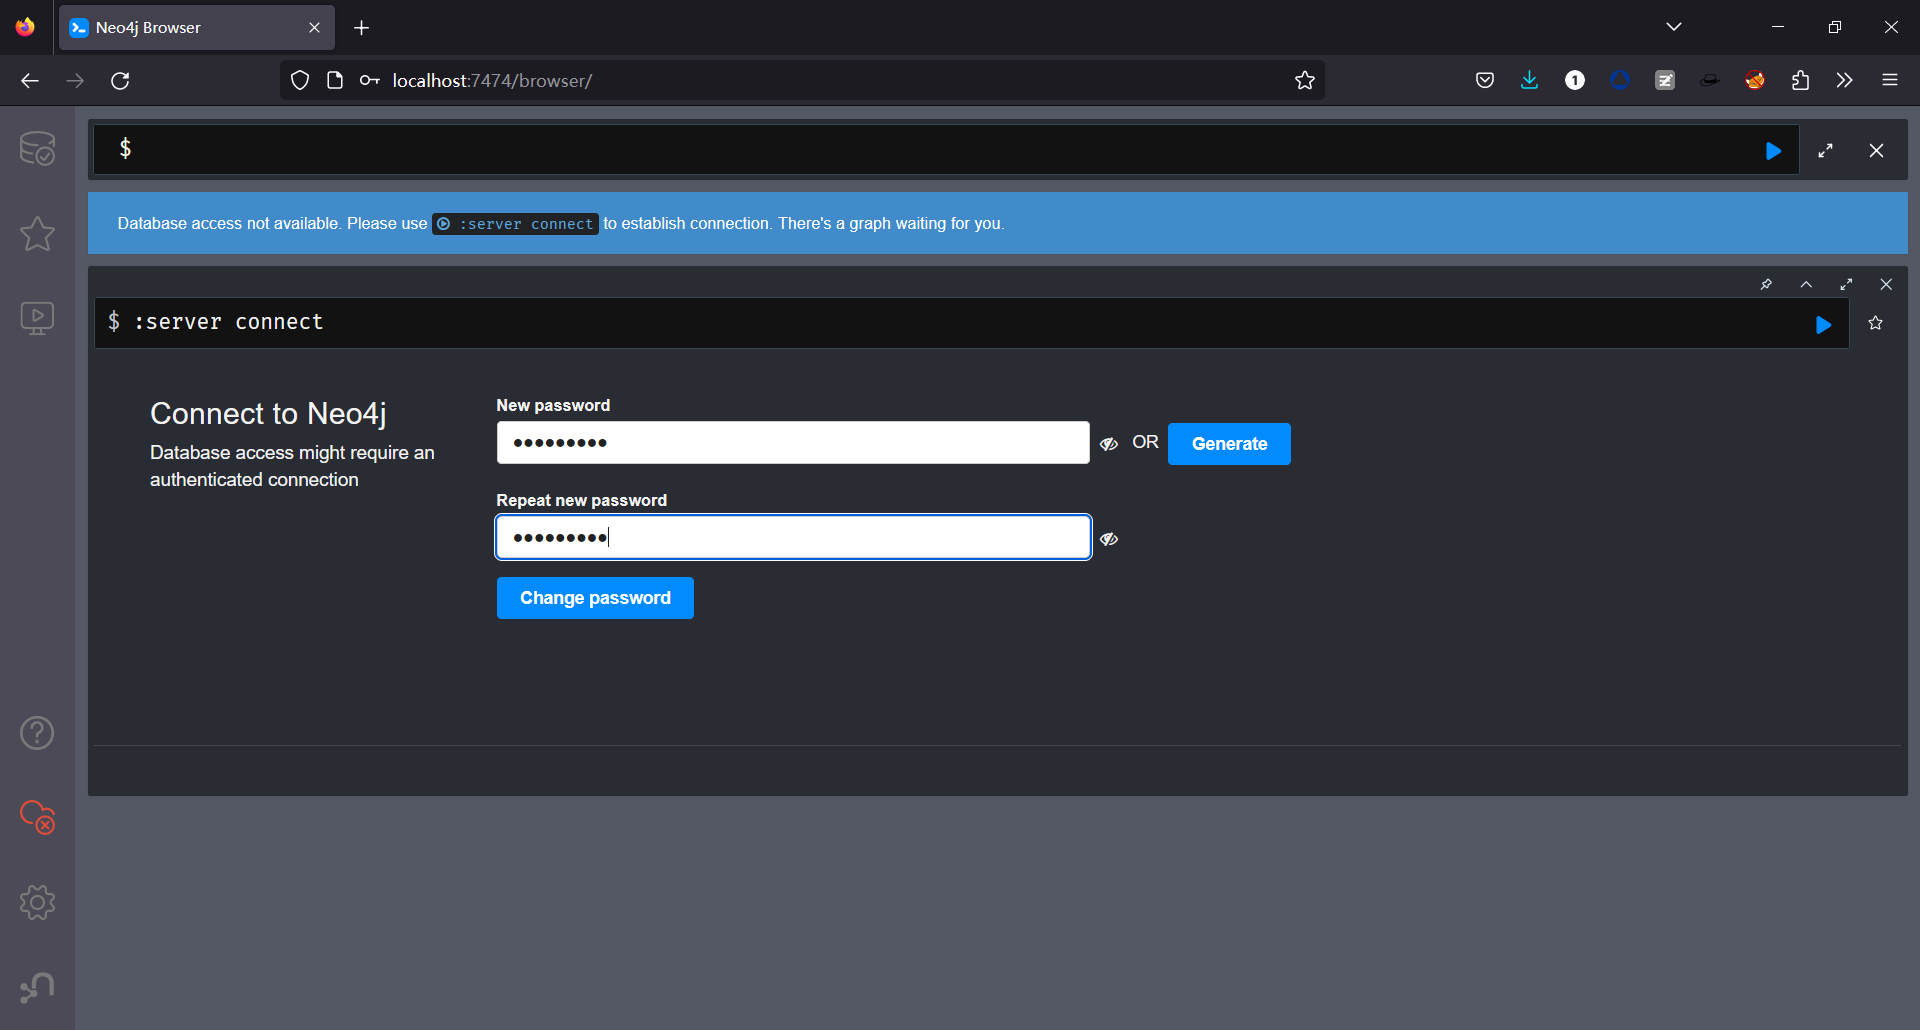 Neo4j Browser
localhost:7474/browser/
$
Database access not available. Please use :server connect to establish connection. There's a graph waiting for you.
$ :server connect
Connect to Neo4j
Database access might require an
authenticated connection
New password
•••••••••
OR
Generate
Repeat new password
•••••••••
Change password